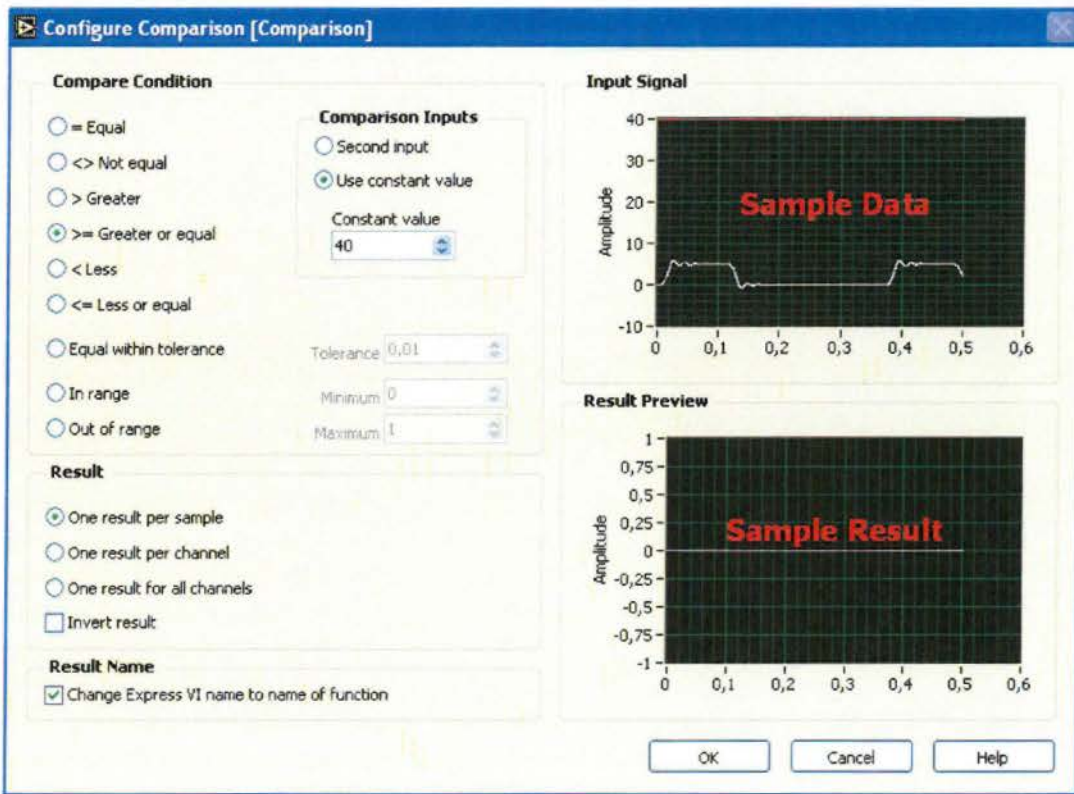 Configure Comparison [Comparison]
Compare Condition
= Equal
<> Not equal
> Greater
>= Greater or equal
< Less
<= Less or equal
Equal within tolerance
In range
Out of range
Comparison Inputs
Second input
Use constant value
Constant value
40
Tolerance 0,01
Minimum 0
Maximum 1
Result
One result per sample
One result per channel
One result for all channels
Invert result
Result Name
Change Express VI name to name of function
Input Signal
Amplitude
40
30
20
10
0
-10
Sample Data
0 0,1 0,2 0,3 0,4 0,5 0,6
Result Preview
Amplitude
1
0,75
0,5
0,25
0
-0,25
-0,5
-0,75
-1
Sample Result
0 0,1 0,2 0,3 0,4 0,5 0,6
OK Cancel Help